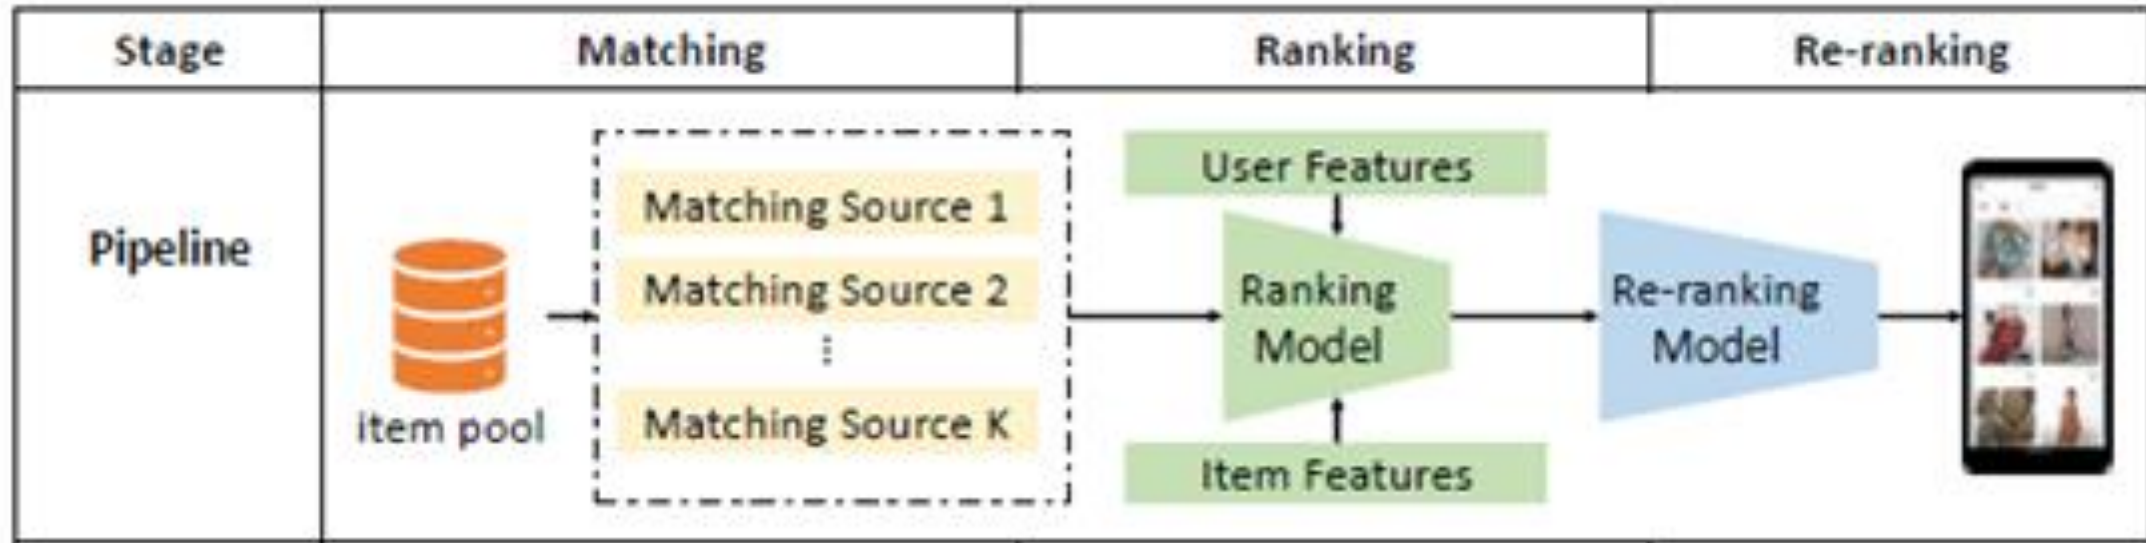 Stage
Matching
Ranking
Re-ranking
Pipeline
item pool
Matching Source 1
Matching Source 2
⋮
Matching Source K
User Features
Ranking
Model
Item Features
Re-ranking
Model